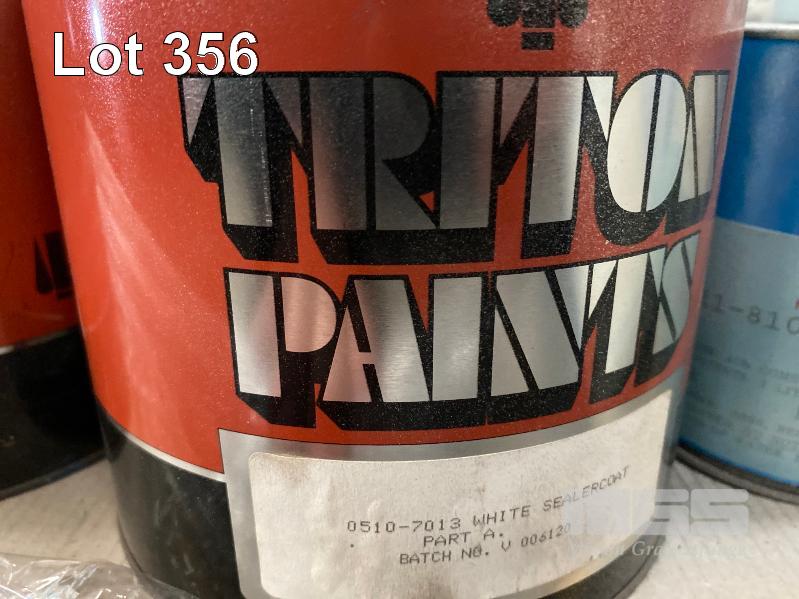 Lot 356
TRITON
PAINTS
0510-7013 WHITE SEALERCOAT
PART A.
BATCH NO. V 006120